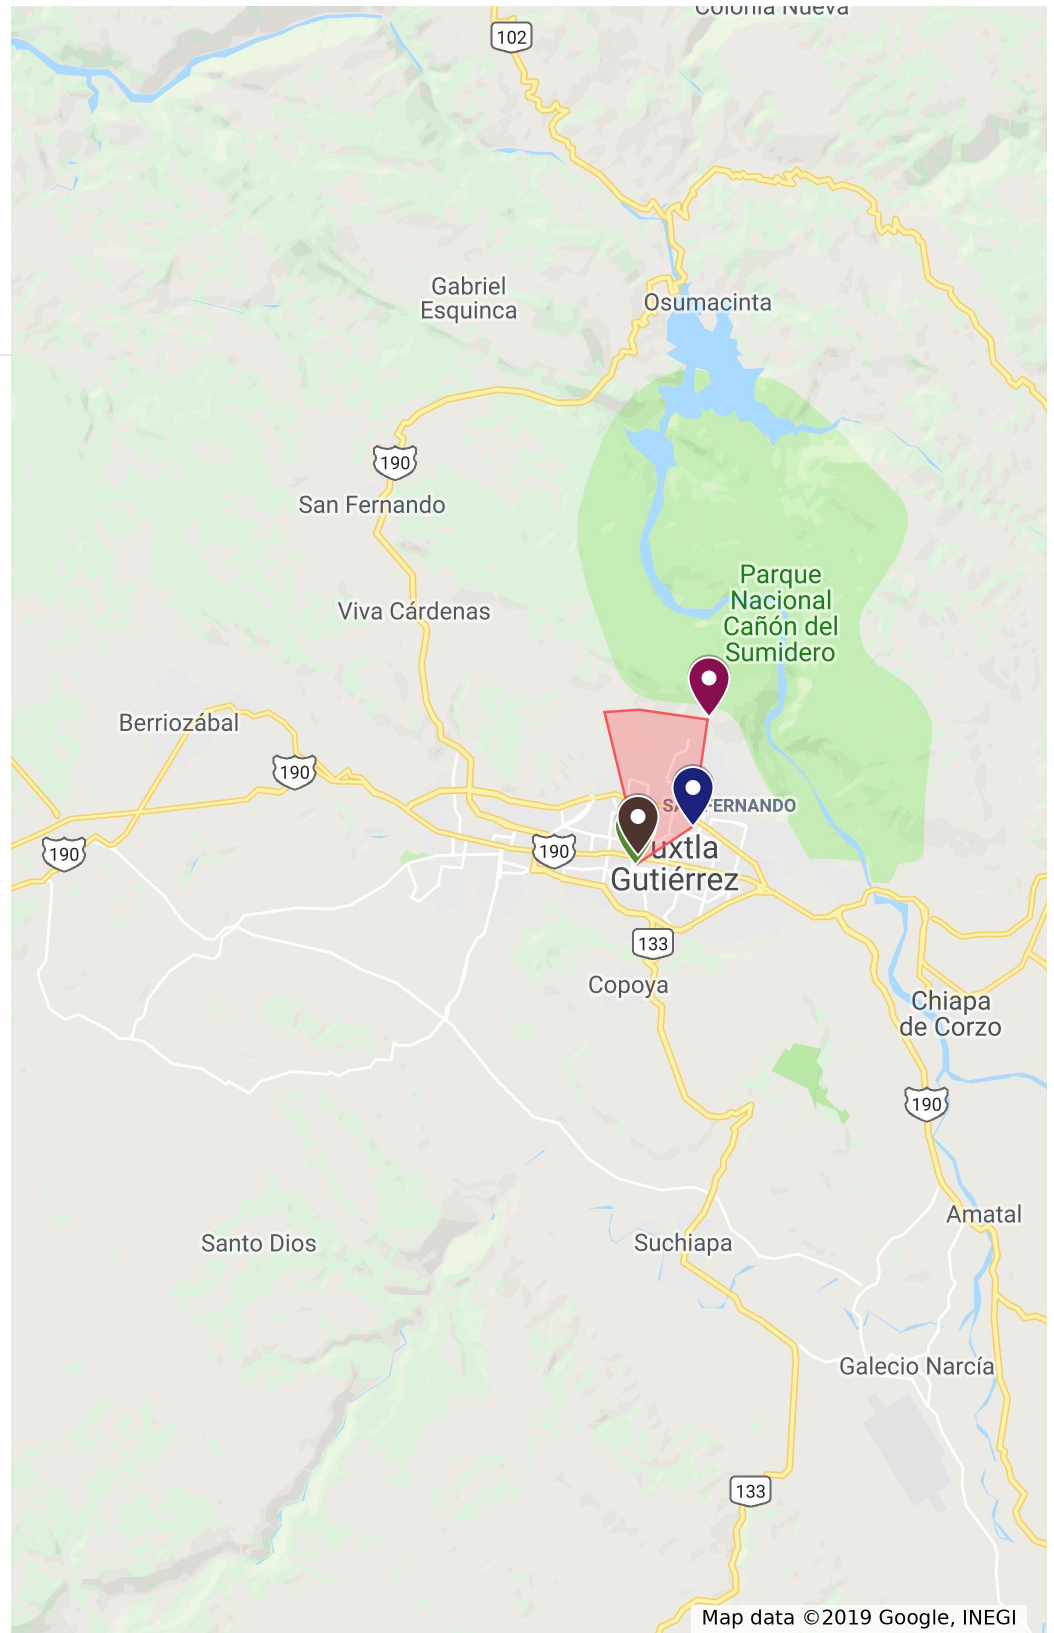 Colonia Nueva
102
Gabriel
Esquinca
Osumacinta
190
San Fernando
Parque
Nacional
Cañón del
Sumidero
Viva Cárdenas
Berriozábal
190
FERNANDO
190
190
Gutiérrez
133
Copoya
Chiapa
de Corzo
190
Amatal
Santo Dios
Suchiapa
Galecio Narcía
133
Map data ©2019 Google, INEGI